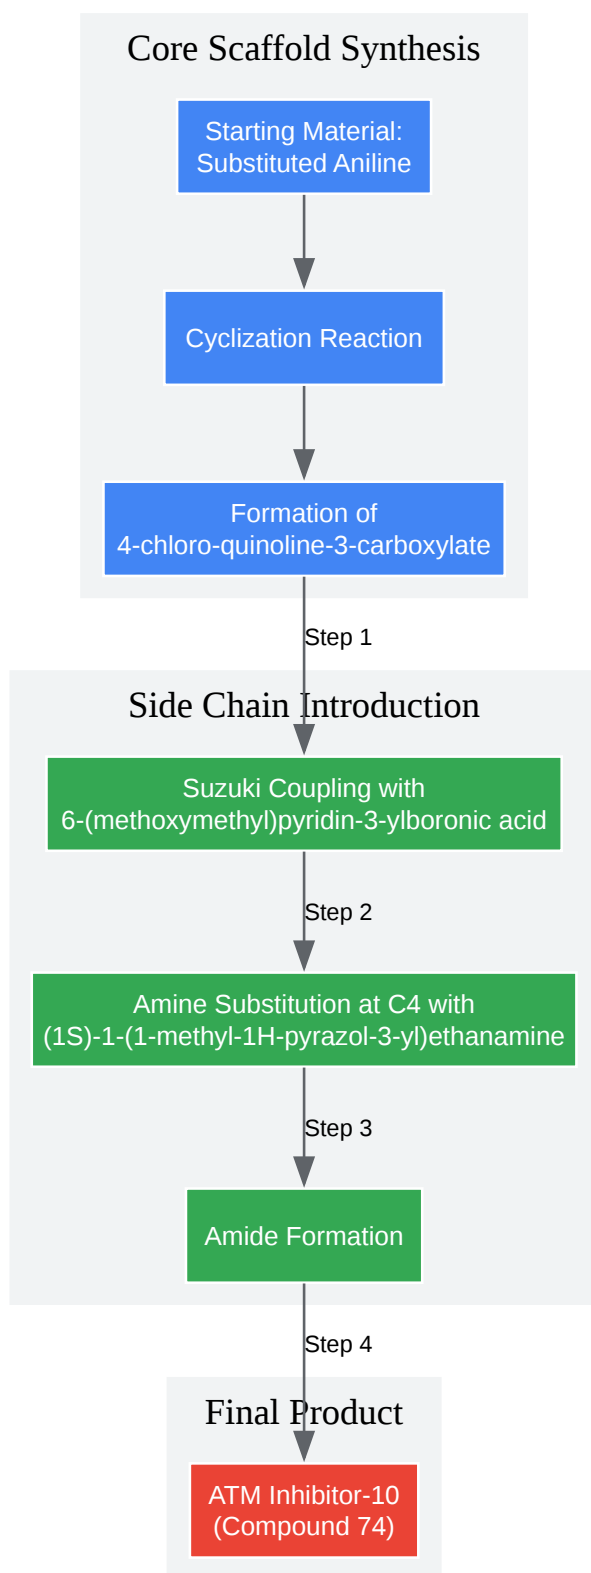 Core Scaffold Synthesis
Starting Material:
Substituted Aniline
Cyclization Reaction
Formation of
4-chloro-quinoline-3-carboxylate
Step 1
Side Chain Introduction
Suzuki Coupling with
6-(methoxymethyl)pyridin-3-ylboronic acid
Step 2
Amine Substitution at C4 with
(1S)-1-(1-methyl-1H-pyrazol-3-yl)ethanamine
Step 3
Amide Formation
Step 4
Final Product
ATM Inhibitor-10
(Compound 74)